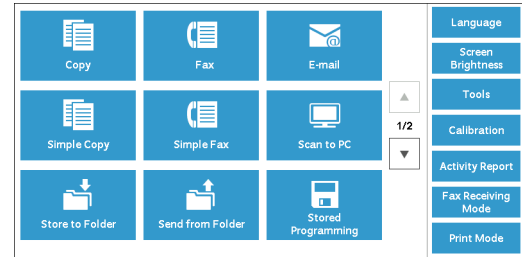 Copy
Fax
E-mail
Simple Copy
Simple Fax
Scan to PC
Store to Folder
Send from Folder
Stored
Programming
1/2
Language
Screen
Brightness
Tools
Calibration
Activity Report
Fax Receiving
Mode
Print Mode